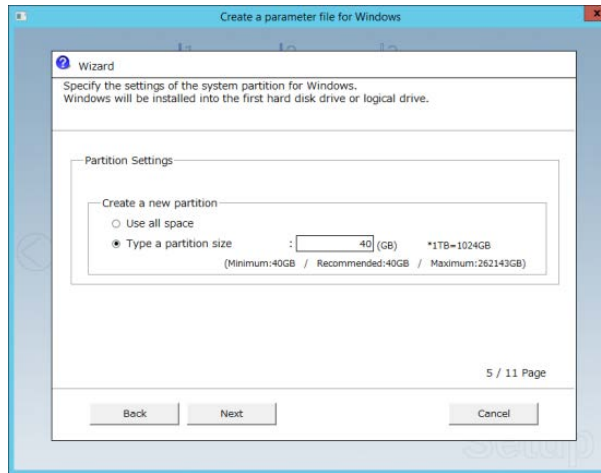 Create a parameter file for Windows
x
Wizard
Specify the settings of the system partition for Windows.
Windows will be installed into the first hard disk drive or logical drive.
Partition Settings
Create a new partition
Use all space
Type a partition size : 40 (GB) *1TB=1024GB
(Minimum:40GB / Recommended:40GB / Maximum:262143GB)
5 / 11 Page
Back Next Cancel